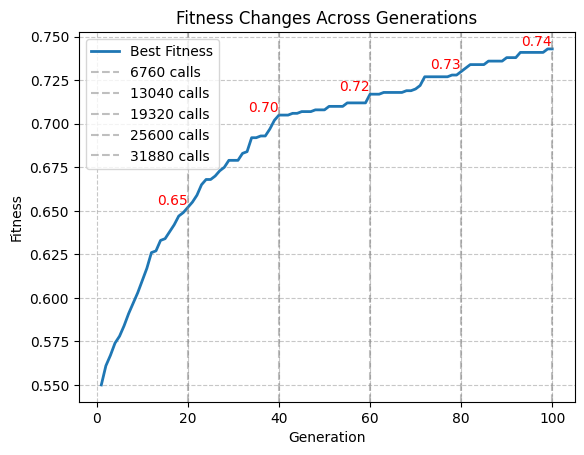 Fitness Changes Across Generations
Best Fitness
6760 calls
13040 calls
19320 calls
25600 calls
31880 calls
0.65
0.70
0.72
0.73
0.74
0.750
0.725
0.700
0.675
0.650
0.625
0.600
0.575
0.550
Fitness
0
20
40
60
80
100
Generation